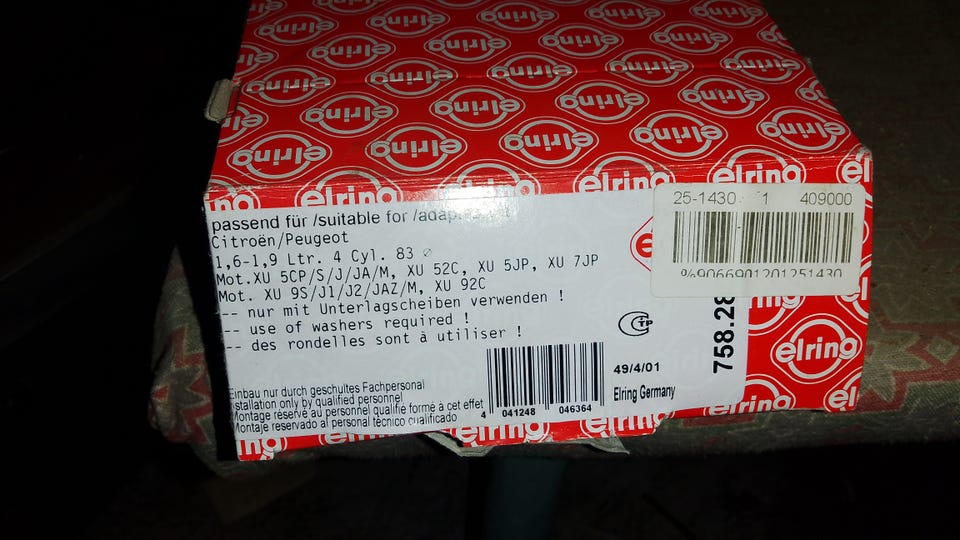 elring
passend für /suitable for
Citroën/Peugeot
1,6-1,9 Ltr. 4 Cyl. 83 ø
Mot.XU 5CP/S/J/JA/M, XU 52C, XU 5JP, XU 7JP
Mot. XU 9S/J1/J2/JAZ/M, XU 92C
-- nur mit Unterlagscheiben verwenden !
-- use of washers required !
-- des rondelles sont à utiliser !
Einbau nur durch geschultes Fachpersonal
Installation only by qualified personnel
Montage réservé au personnel qualifié formé à cet effet
Montaje reservado al personal técnico cualificado
4 041248 046364
49/4/01
Elring Germany
758.28
25-1430 1 409000
elring